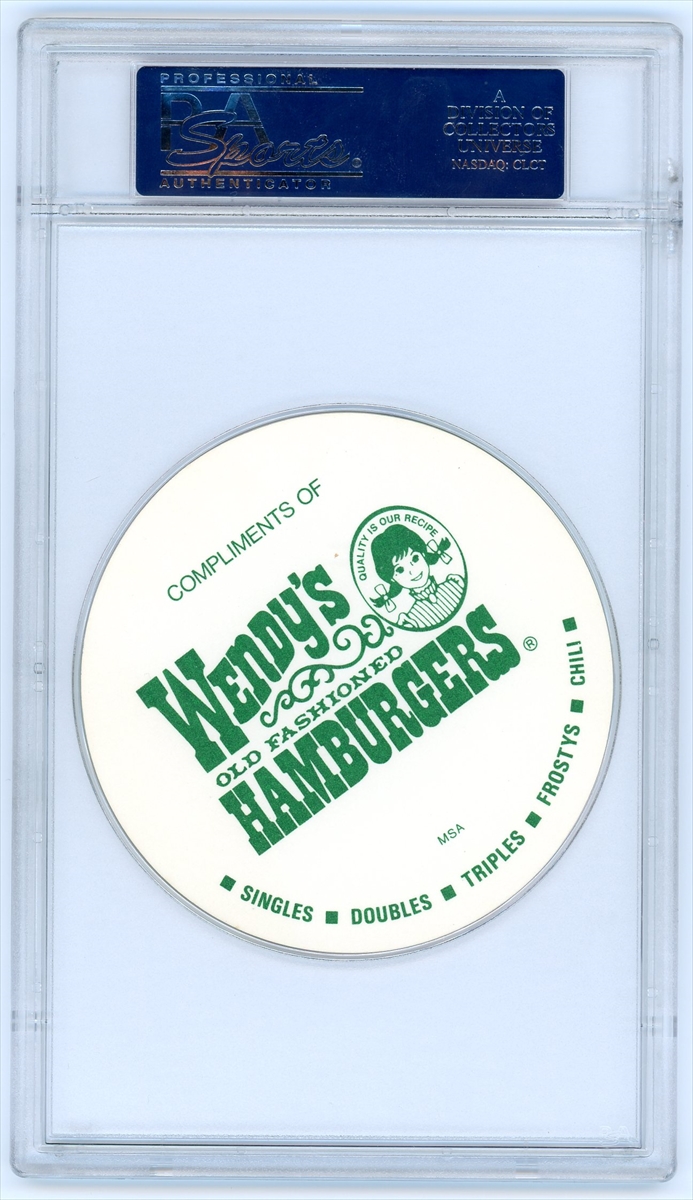 PROFESSIONAL
PSA
Sports
AUTHENTICATOR
A
DIVISION OF
COLLECTORS
UNIVERSE
NASDAQ: CLCT
COMPLIMENTS OF
QUALITY IS OUR RECIPE
WENDY'S
OLD FASHIONED
HAMBURGERS®
MSA
■ SINGLES ■ DOUBLES ■ TRIPLES ■ FROSTYS ■ CHILI ■